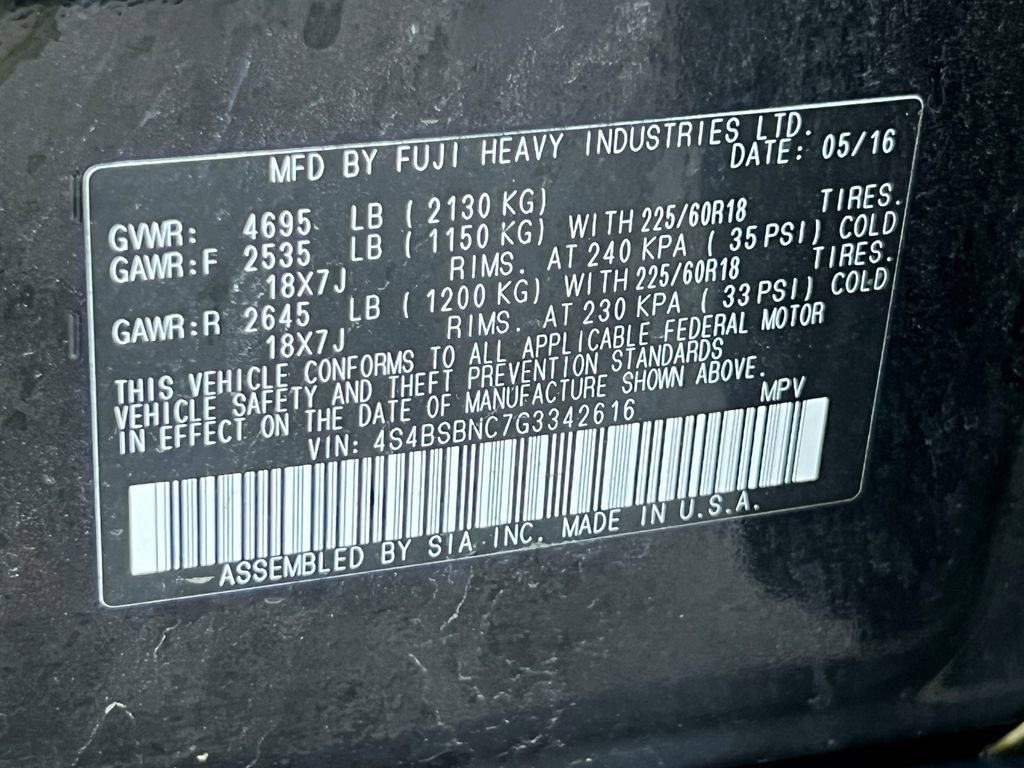 MFD BY FUJI HEAVY INDUSTRIES LTD.
DATE: 05/16
GVWR: 4695 LB ( 2130 KG)
GAWR:F 2535 LB ( 1150 KG) WITH 225/60R18 TIRES.
18X7J RIMS. AT 240 KPA ( 35 PSI) COLD
GAWR:R 2645 LB ( 1200 KG) WITH 225/60R18 TIRES.
18X7J RIMS. AT 230 KPA ( 33 PSI) COLD
THIS VEHICLE CONFORMS TO ALL APPLICABLE FEDERAL MOTOR
VEHICLE SAFETY AND THEFT PREVENTION STANDARDS
IN EFFECT ON THE DATE OF MANUFACTURE SHOWN ABOVE.
VIN: 4S4BSBNC7G3342616 MPV
ASSEMBLED BY SIA INC. MADE IN U.S.A.